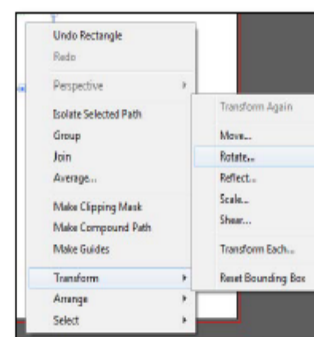 Undo Rectangle
Redo
Perspective
Isolate Selected Path
Group
Join
Average...
Make Clipping Mask
Make Compound Path
Make Guides
Transform
Arrange
Select
Transform Again
Move...
Rotate...
Reflect...
Scale...
Shear...
Transform Each...
Reset Bounding Box